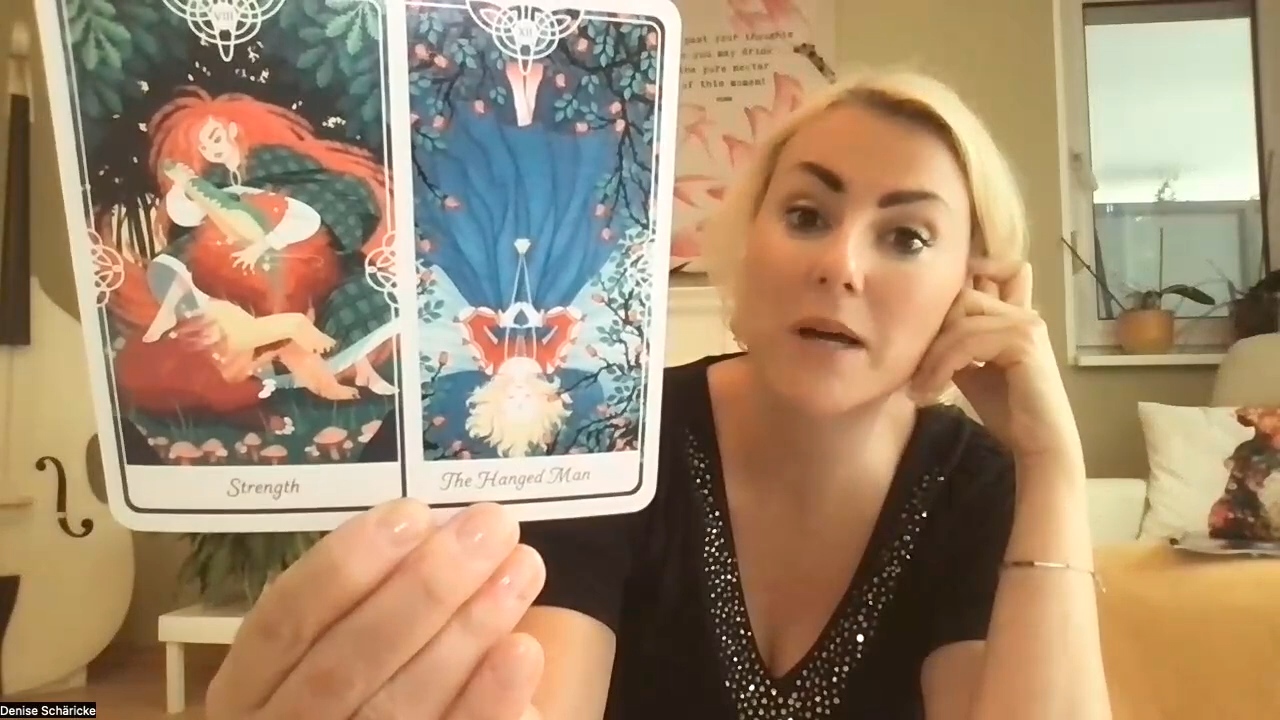 VIII
XII
past your thoughts
you may drink
the pure nectar
of this moment
Strength
The Hanged Man
Denise Schäricke